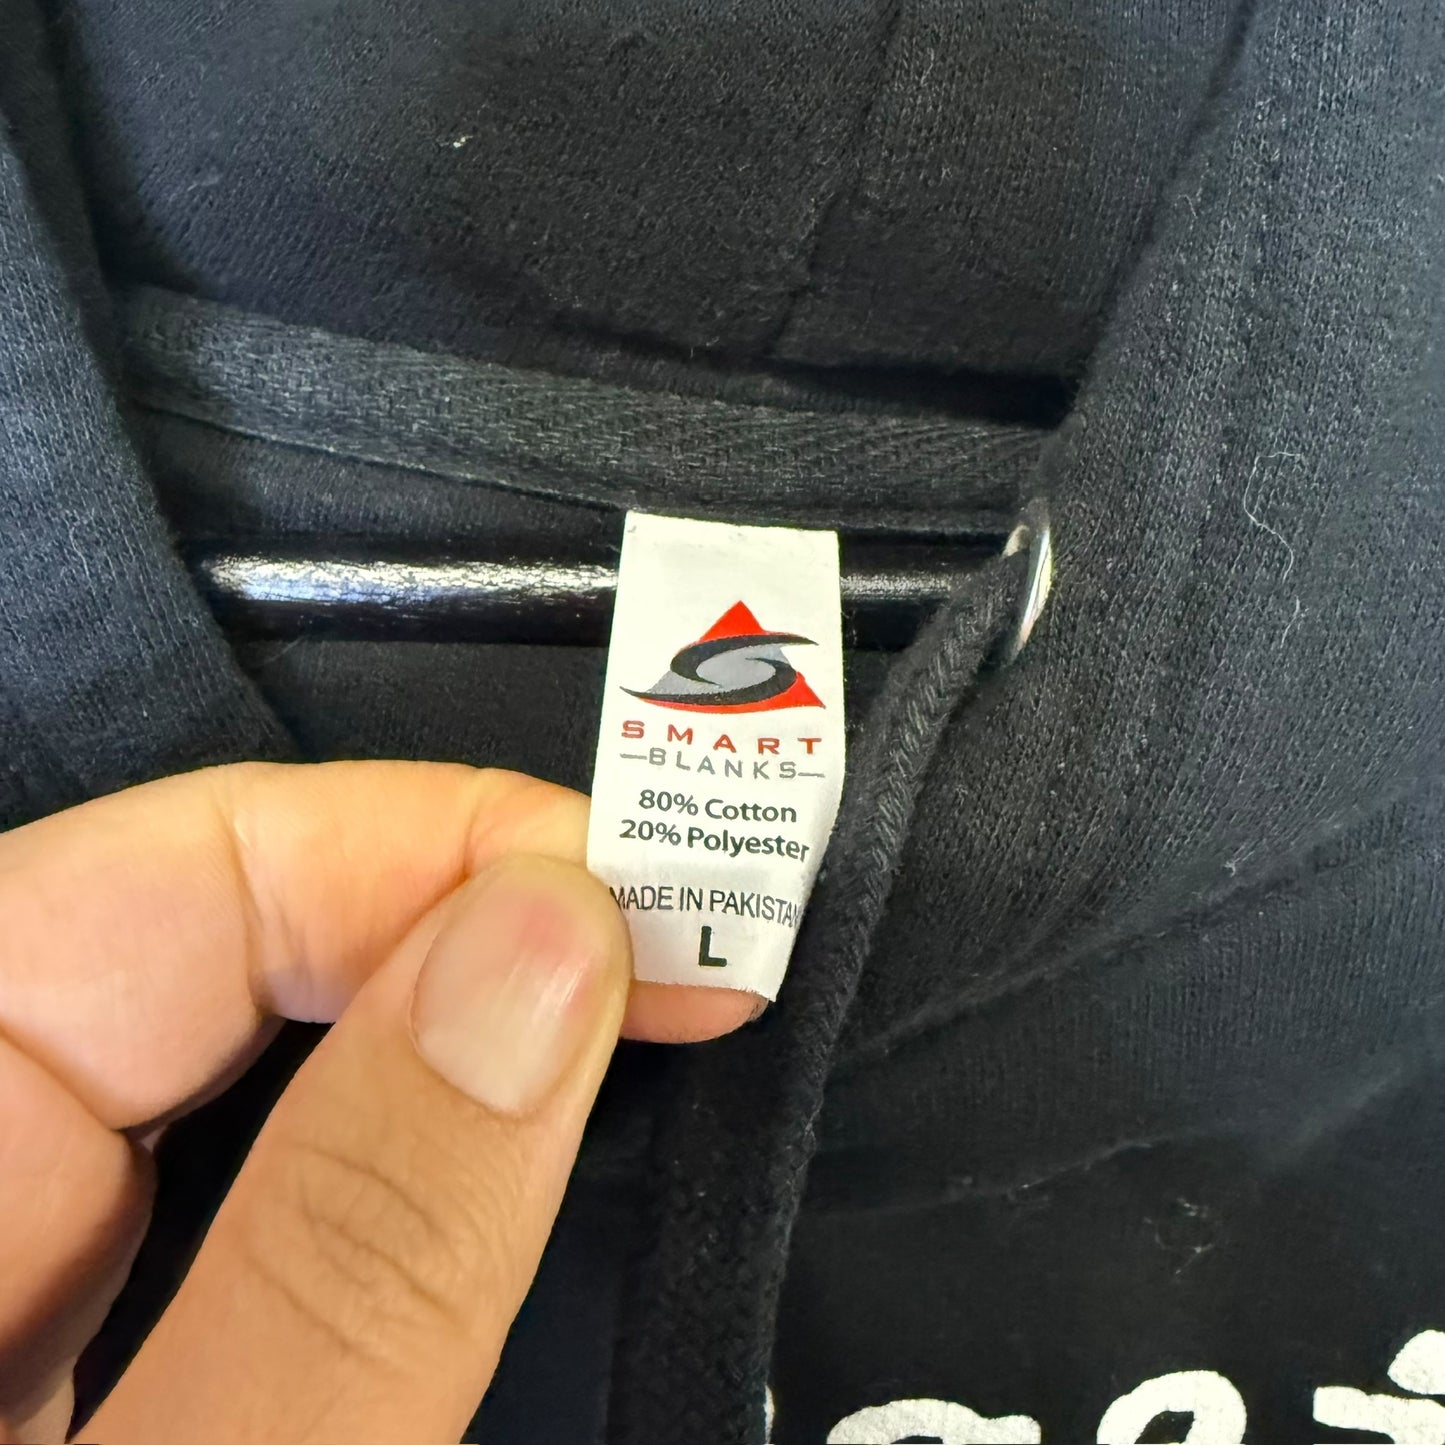 SMART
BLANKS
80% Cotton
20% Polyester
MADE IN PAKISTAN
L